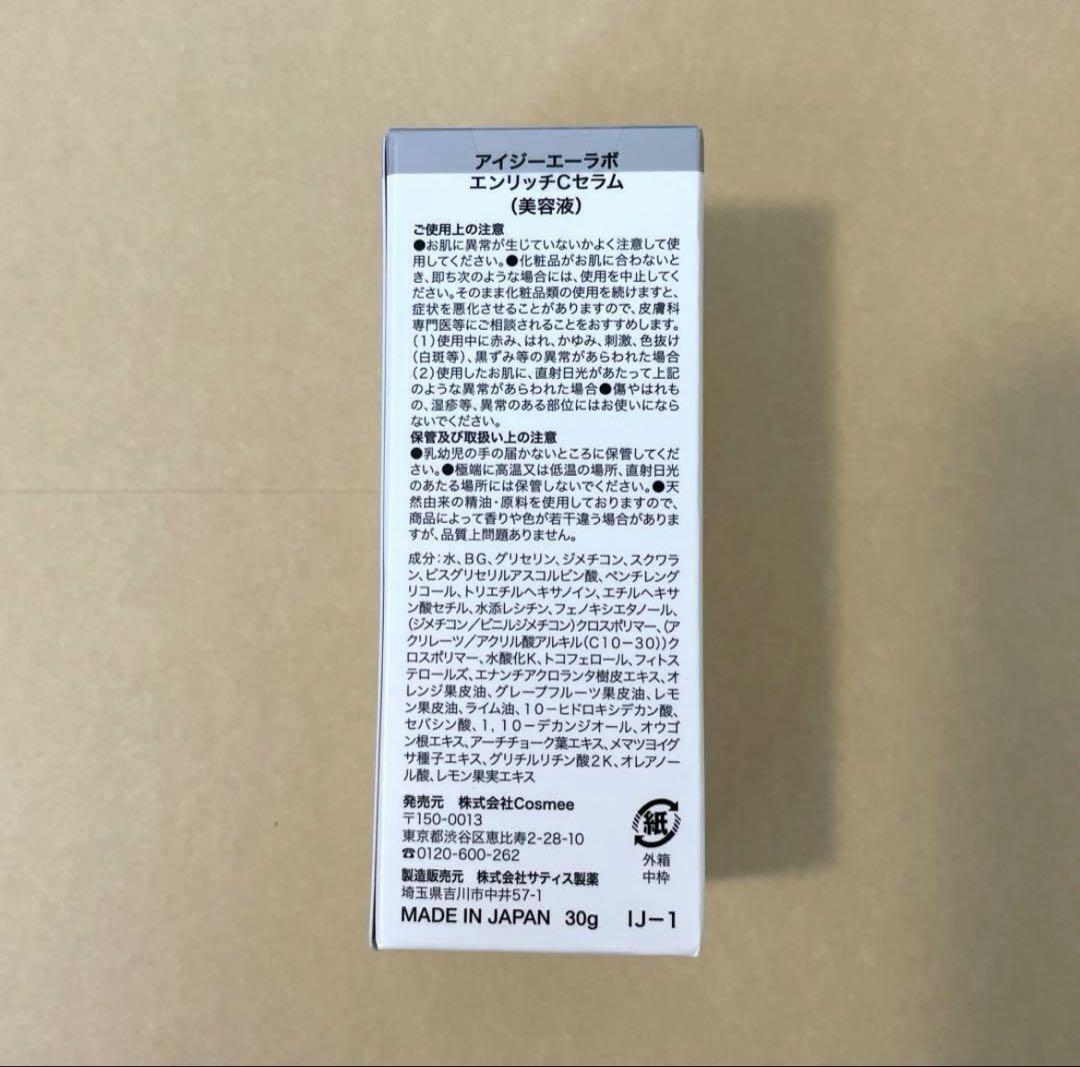 アイジーエーラボ
エンリッチCセラム
（美容液）
ご使用上の注意
●お肌に異常が生じていないかよく注意して使
用してください。●化粧品がお肌に合わないと
き、即ち次のような場合には、使用を中止してく
ださい。そのまま化粧品類の使用を続けますと、
症状を悪化させることがありますので、皮膚科
専門医等にご相談されることをおすすめします。
（1）使用中に赤み、はれ、かゆみ、刺激、色抜け
（白斑等）、黒ずみ等の異常があらわれた場合
（2）使用したお肌に、直射日光があたって上記
のような異常があらわれた場合●傷やはれも
の、湿疹等、異常のある部位にはお使いになら
ないでください。
保管及び取扱い上の注意
●乳幼児の手の届かないところに保管してくだ
さい。●極端に高温又は低温の場所、直射日光
のあたる場所には保管しないでください。●天
然由来の精油・原料を使用しておりますので、
商品によって香りや色が若干違う場合がありま
すが、品質上問題ありません。
成分：水、BG、グリセリン、ジメチコン、スクワラ
ン、ビスグリセリルアスコルビン酸、ペンチレング
リコール、トリエチルヘキサノイン、エチルヘキサ
ン酸セチル、水添レシチン、フェノキシエタノール、
（ジメチコン／ビニルジメチコン）クロスポリマー、（ア
クリレーツ／アクリル酸アルキル（C10－30））ク
ロスポリマー、水酸化K、トコフェロール、フィトス
テロールズ、エナンチアクロランタ樹皮エキス、オ
レンジ果皮油、グレープフルーツ果皮油、レモ
ン果皮油、ライム油、10－ヒドロキシデカン酸、
セバシン酸、1，10－デカンジオール、オウゴ
ン根エキス、アーチチョーク葉エキス、メマツヨイグ
サ種子エキス、グリチルリチン酸2K、オレアノー
ル酸、レモン果実エキス
発売元　株式会社Cosmee
〒150-0013
東京都渋谷区恵比寿2-28-10
☎0120-600-262
製造販売元　株式会社サティス製薬
埼玉県吉川市中井57-1
MADE IN JAPAN 30g IJ－1
紙
外箱
中枠